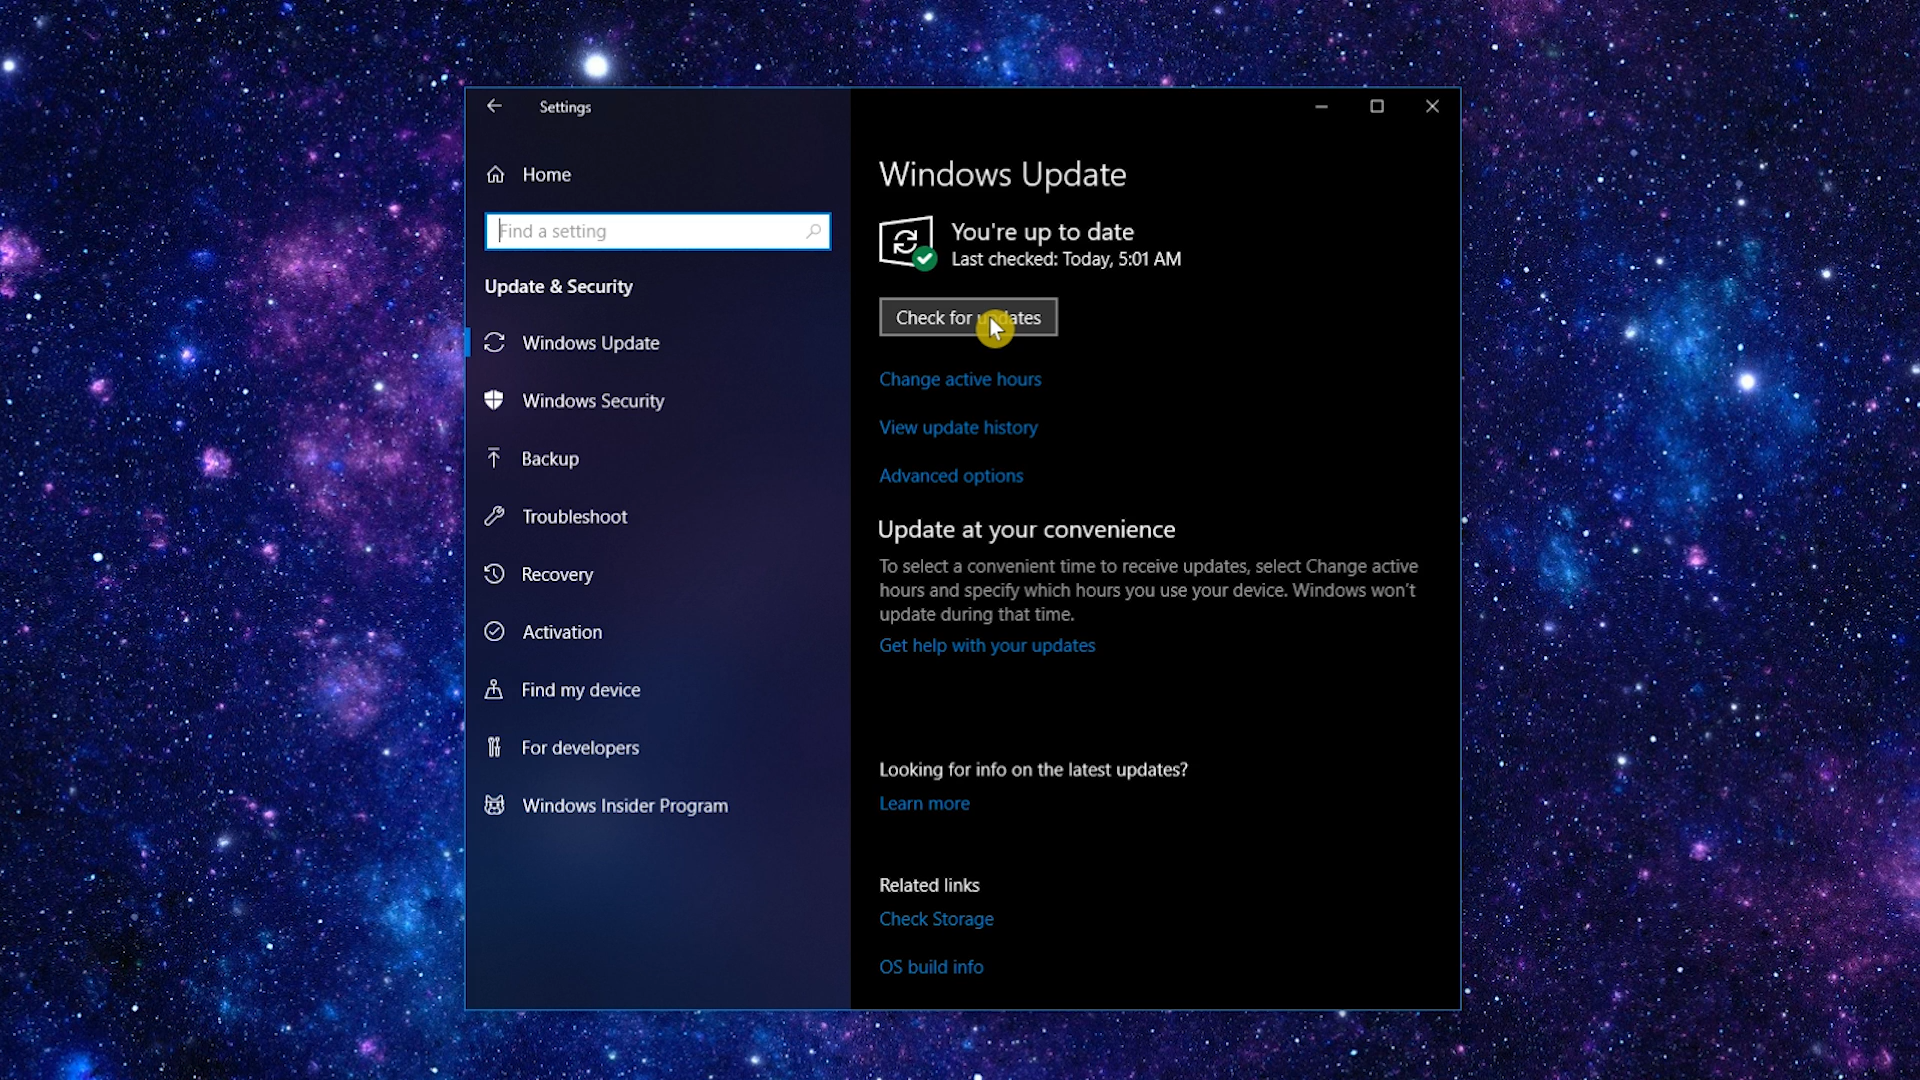 Settings
Home
Find a setting
Update & Security
Windows Update
Windows Security
Backup
Troubleshoot
Recovery
Activation
Find my device
For developers
Windows Insider Program
Windows Update
You're up to date
Last checked: Today, 5:01 AM
Check for updates
Change active hours
View update history
Advanced options
Update at your convenience
To select a convenient time to receive updates, select Change active
hours and specify which hours you use your device. Windows won't
update during that time.
Get help with your updates
Looking for info on the latest updates?
Learn more
Related links
Check Storage
OS build info